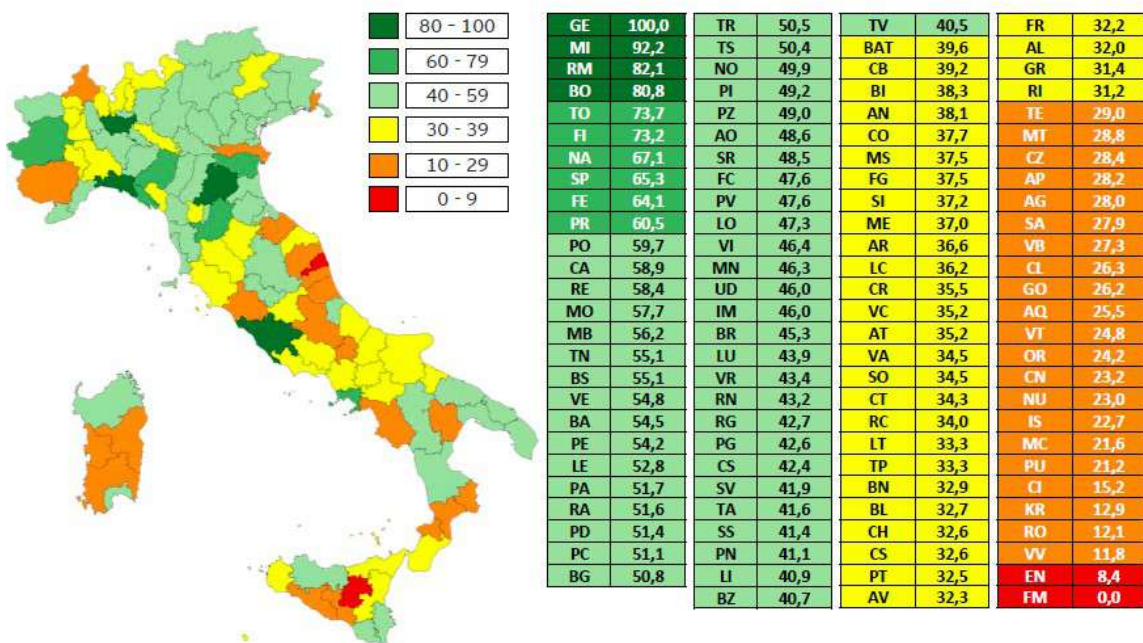 80 - 100
60 - 79
40 - 59
30 - 39
10 - 29
0 - 9
GE 100,0
MI 92,2
RM 82,1
BO 80,8
TO 73,7
FI 73,2
NA 67,1
SP 65,3
FE 64,1
PR 60,5
PO 59,7
CA 58,9
RE 58,4
MO 57,7
MB 56,2
TN 55,1
BS 55,1
VE 54,8
BA 54,5
PE 54,2
LE 52,8
PA 51,7
RA 51,6
PD 51,4
PC 51,1
BG 50,8
TR 50,5
TS 50,4
NO 49,9
PI 49,2
PZ 49,0
AO 48,6
SR 48,5
FC 47,6
PV 47,6
LO 47,3
VI 46,4
MN 46,3
UD 46,0
IM 46,0
BR 45,3
LU 43,9
VR 43,4
RN 43,2
RG 42,7
PG 42,6
CS 42,4
SV 41,9
TA 41,6
SS 41,4
PN 41,1
LI 40,9
BZ 40,7
TV 40,5
BAT 39,6
CB 39,2
BI 38,3
AN 38,1
CO 37,7
MS 37,5
FG 37,5
SI 37,2
ME 37,0
AR 36,6
LC 36,2
CR 35,5
VC 35,2
AT 35,2
VA 34,5
SO 34,5
CT 34,3
RC 34,0
LT 33,3
TP 33,3
BN 32,9
BL 32,7
CH 32,6
CS 32,6
PT 32,5
AV 32,3
FR 32,2
AL 32,0
GR 31,4
RI 31,2
TE 29,0
MT 28,8
CZ 28,4
AP 28,2
AG 28,0
SA 27,9
VB 27,3
CL 26,3
GO 26,2
AQ 25,5
VT 24,8
OR 24,2
CN 23,2
NU 23,0
IS 22,7
MC 21,6
PU 21,2
CI 15,2
KR 12,9
RO 12,1
VV 11,8
EN 8,4
FM 0,0